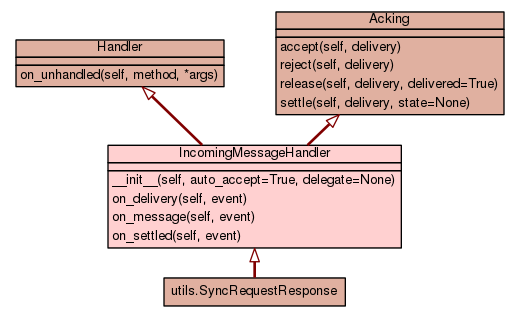 Acking
accept(self, delivery)
reject(self, delivery)
release(self, delivery, delivered=True)
settle(self, delivery, state=None)
Handler
on_unhandled(self, method, *args)
IncomingMessageHandler
__init__(self, auto_accept=True, delegate=None)
on_delivery(self, event)
on_message(self, event)
on_settled(self, event)
utils.SyncRequestResponse